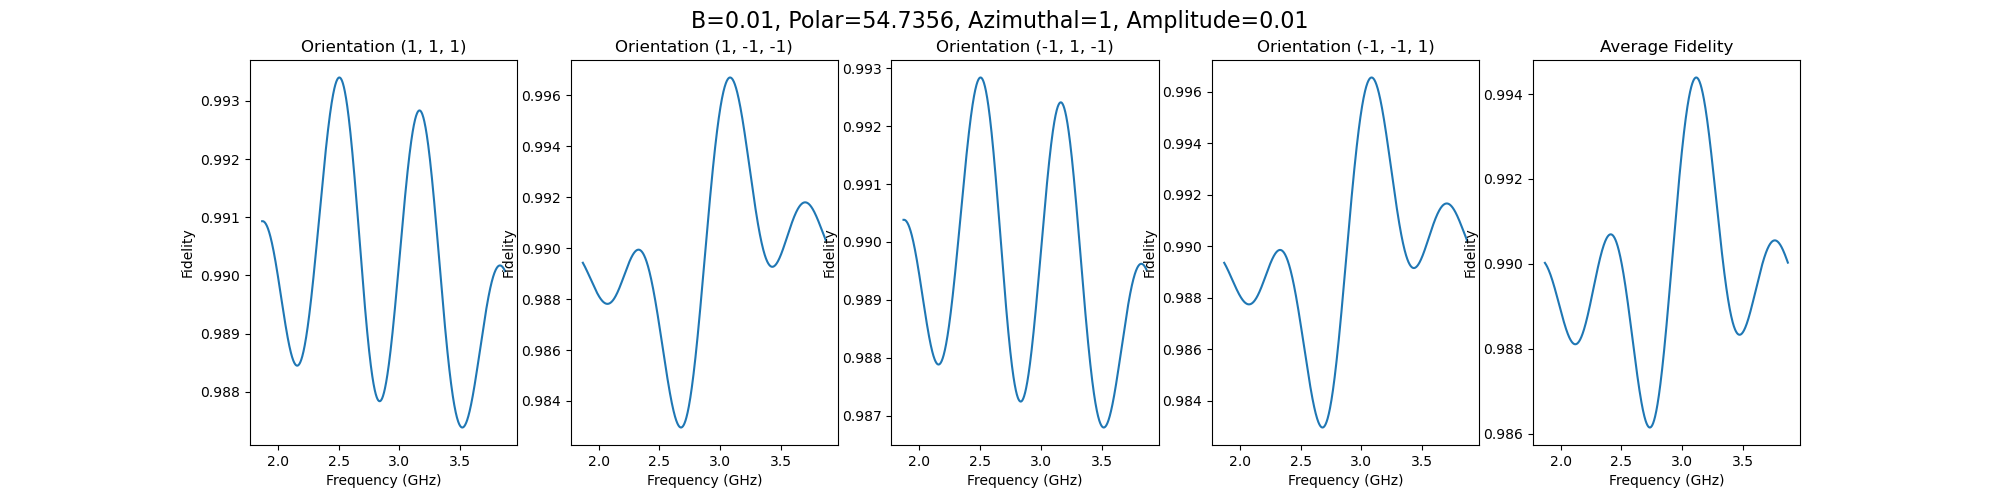 B=0.01, Polar=54.7356, Azimuthal=1, Amplitude=0.01
Orientation (1, 1, 1)
0.993
0.992
0.991
0.990
0.989
0.988
Fidelity
2.0 2.5 3.0 3.5
Frequency (GHz)
Orientation (1, -1, -1)
0.996
0.994
0.992
0.990
0.988
0.986
0.984
Fidelity
2.0 2.5 3.0 3.5
Frequency (GHz)
Orientation (-1, 1, -1)
0.993
0.992
0.991
0.990
0.989
0.988
0.987
Fidelity
2.0 2.5 3.0 3.5
Frequency (GHz)
Orientation (-1, -1, 1)
0.996
0.994
0.992
0.990
0.988
0.986
0.984
Fidelity
2.0 2.5 3.0 3.5
Frequency (GHz)
Average Fidelity
0.994
0.992
0.990
0.988
0.986
Fidelity
2.0 2.5 3.0 3.5
Frequency (GHz)